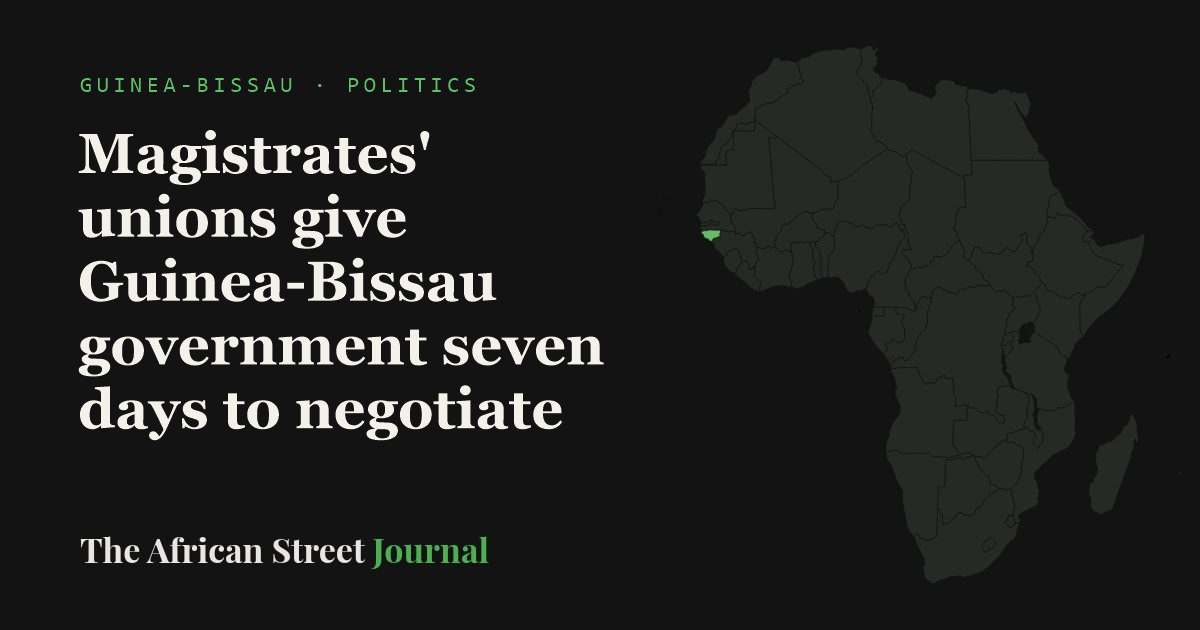 GUINEA-BISSAU · POLITICS
Magistrates'
unions give
Guinea-Bissau
government seven
days to negotiate
The African Street Journal